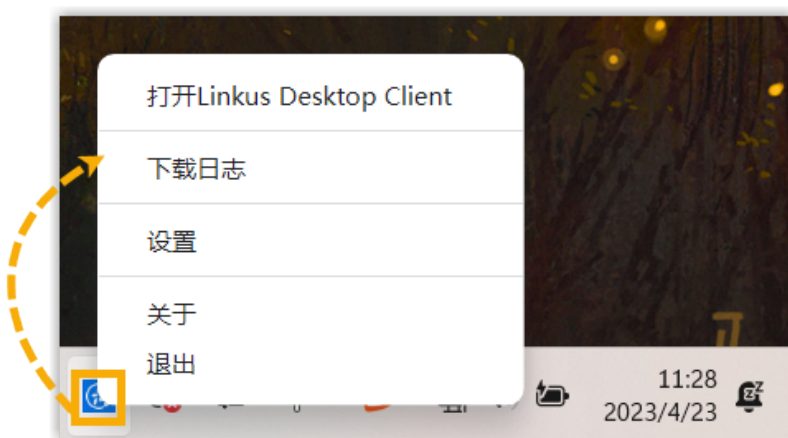 打开Linkus Desktop Client
下载日志
设置
关于
退出
11:28
2023/4/23